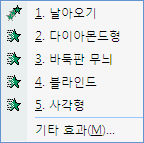 1. 날아오기
2. 다이아몬드형
3. 바둑판 무늬
4. 블라인드
5. 사각형
기타 효과(M)...